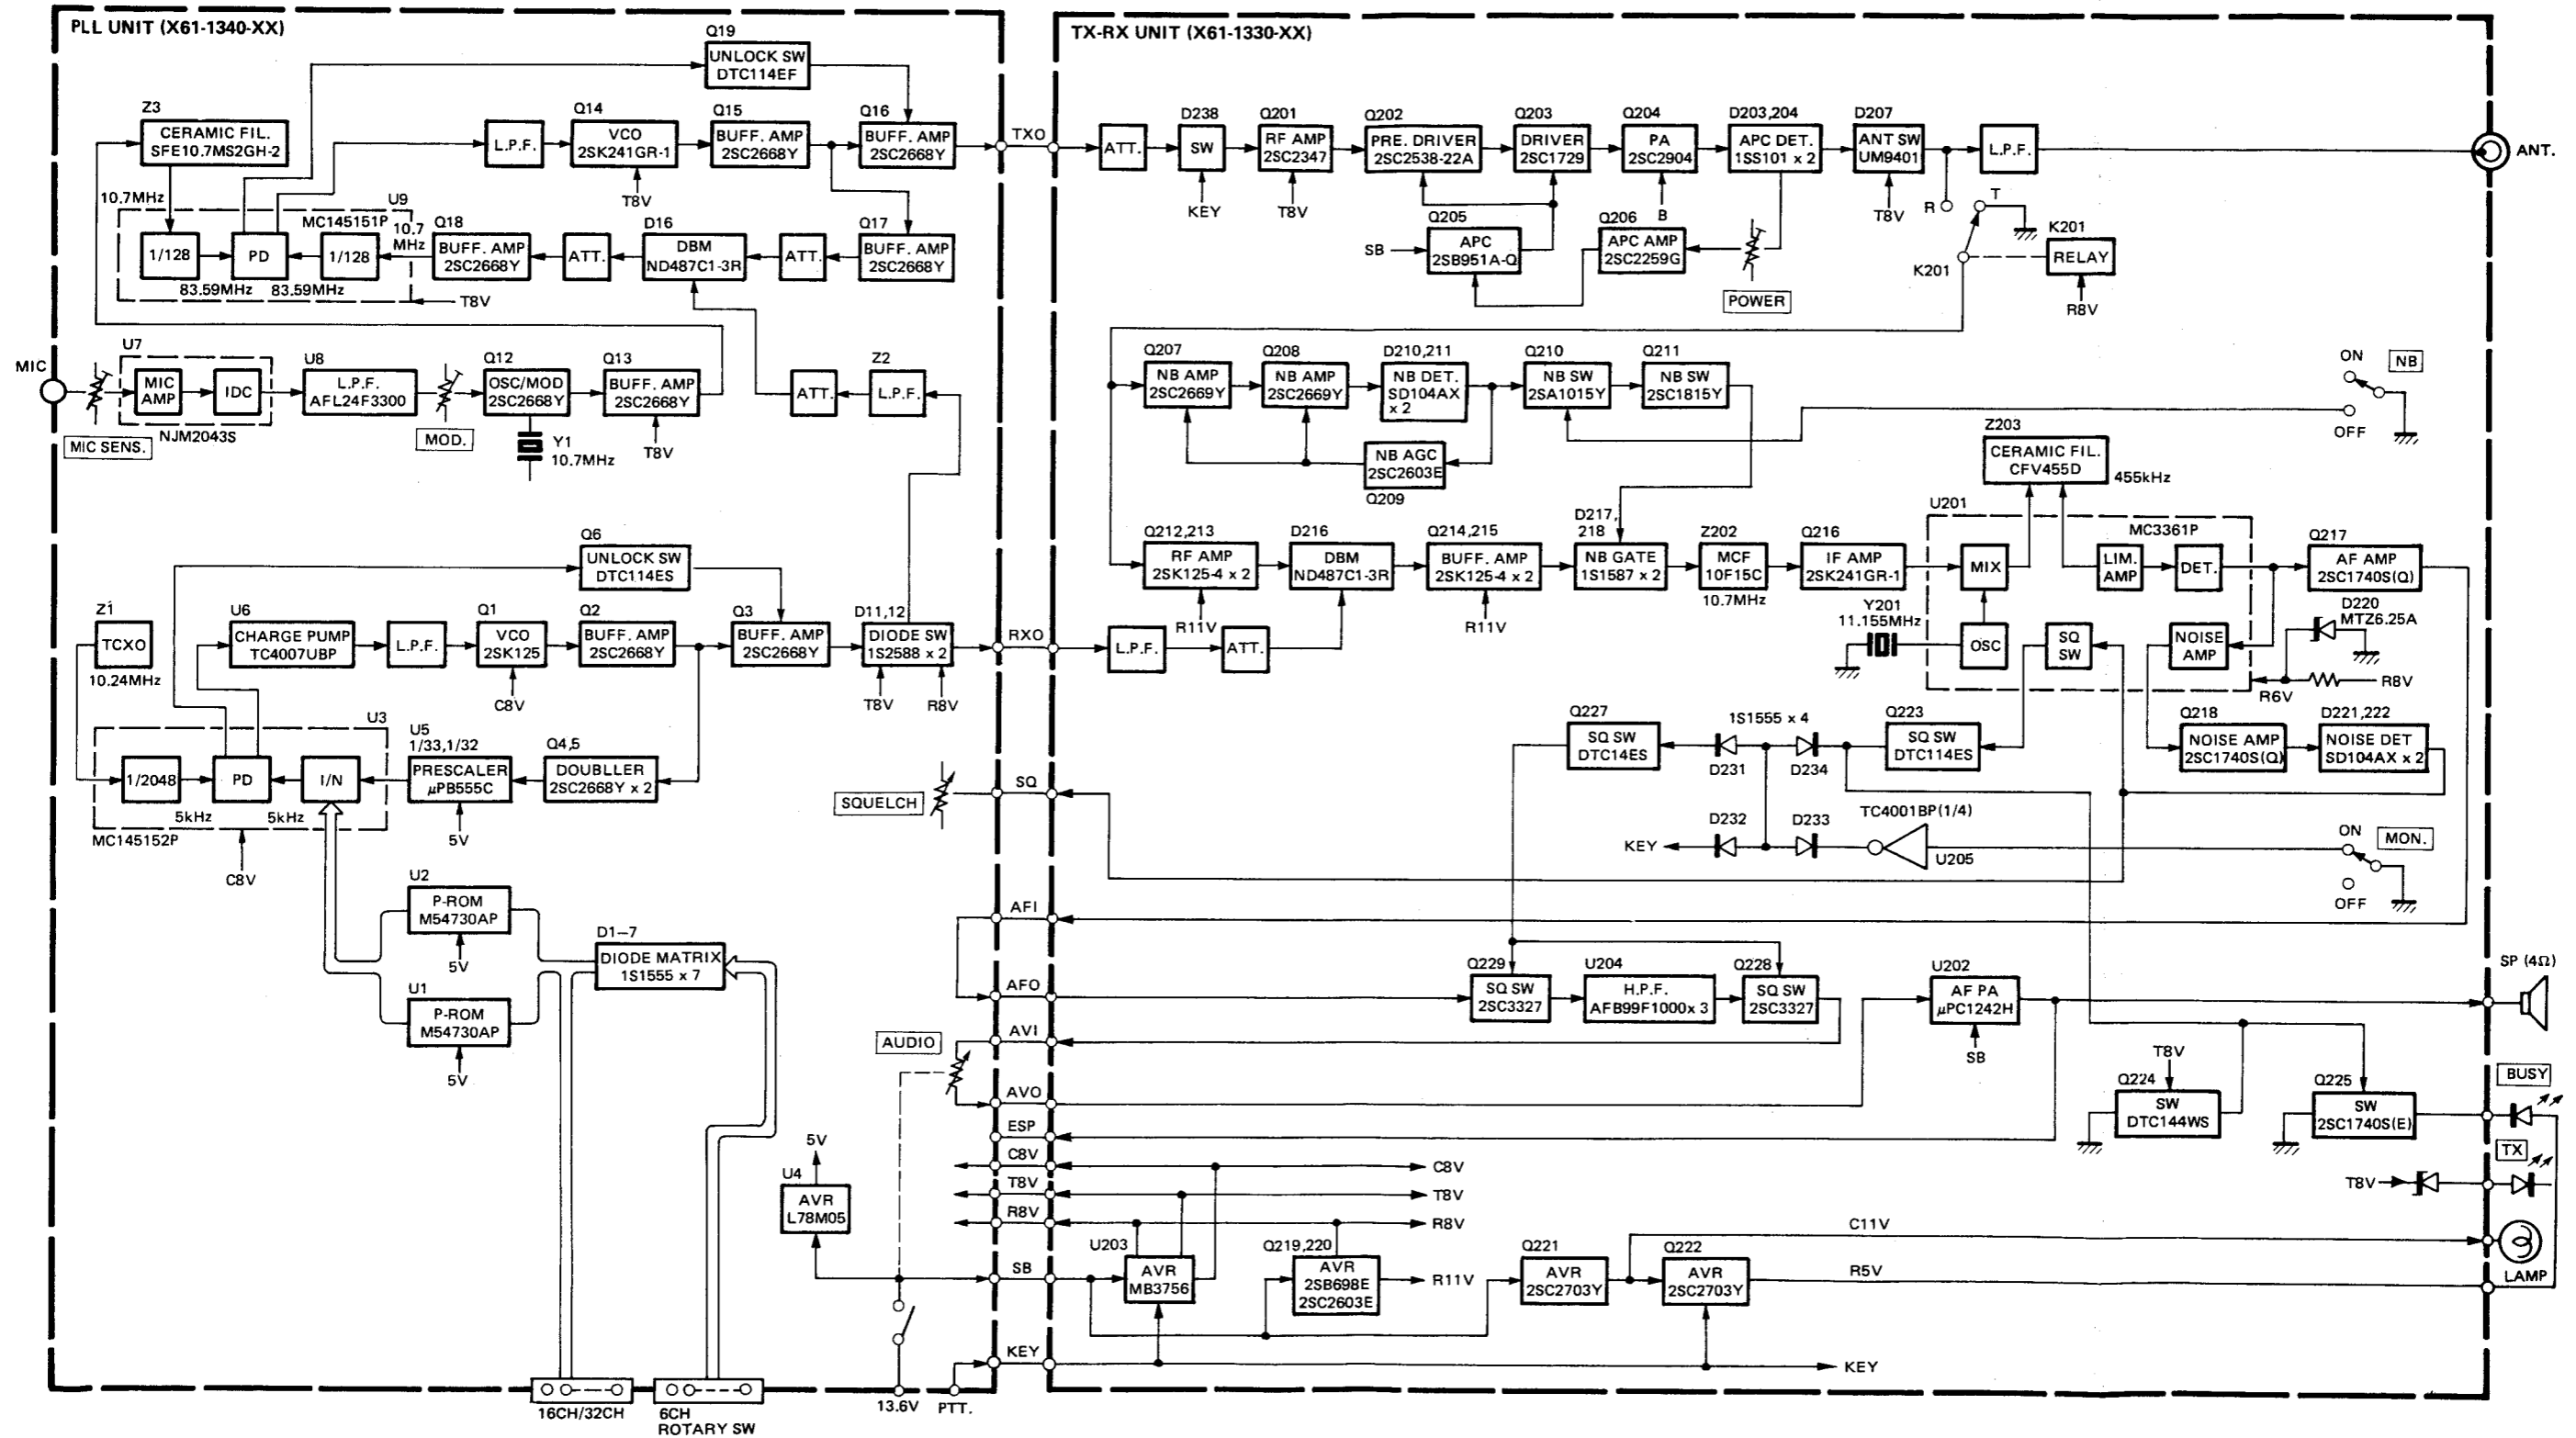 PLL UNIT (X61-1340-XX)
Q19
UNLOCK SW
DTC114EF
Z3
CERAMIC FIL.
SFE10.7MS2GH-2
L.P.F.
Q14
VCO
2SK241GR-1
T8V
Q15
BUFF. AMP
2SC2668Y
Q16
BUFF. AMP
2SC2668Y
TXO
10.7MHz
U9
MC145151P
1/128
PD
1/128
83.59MHz
83.59MHz
T8V
10.7
MHz
Q18
BUFF. AMP
2SC2668Y
ATT.
D16
DBM
ND487C1-3R
ATT.
Q17
BUFF. AMP
2SC2668Y
MIC
MIC SENS.
U7
MIC
AMP
IDC
NJM2043S
U8
L.P.F.
AFL24F3300
MOD.
Q12
OSC/MOD
2SC2668Y
Y1
10.7MHz
Q13
BUFF. AMP
2SC2668Y
T8V
ATT.
Z2
L.P.F.
Q6
UNLOCK SW
DTC114ES
Z1
TCXO
10.24MHz
U6
CHARGE PUMP
TC4007UBP
L.P.F.
Q1
VCO
2SK125
C8V
Q2
BUFF. AMP
2SC2668Y
Q3
BUFF. AMP
2SC2668Y
D11,12
DIODE SW
1S2588 x 2
T8V
R8V
RXO
U3
1/2048
PD
I/N
5kHz
5kHz
MC145152P
C8V
U5
1/33,1/32
PRESCALER
µPB555C
5V
Q4,5
DOUBLLER
2SC2668Y x 2
SQUELCH
SQ
U2
P-ROM
M54730AP
5V
U1
P-ROM
M54730AP
5V
D1–7
DIODE MATRIX
1S1555 x 7
AFI
AFO
AUDIO
AVI
AVO
ESP
C8V
T8V
R8V
5V
U4
AVR
L78M05
SB
KEY
16CH/32CH
6CH
ROTARY SW
13.6V
PTT.
TX-RX UNIT (X61-1330-XX)
ATT.
D238
SW
KEY
Q201
RF AMP
2SC2347
T8V
Q202
PRE. DRIVER
2SC2538-22A
Q203
DRIVER
2SC1729
Q204
PA
2SC2904
B
D203,204
APC DET.
1SS101 x 2
D207
ANT SW
UM9401
T8V
L.P.F.
ANT.
R
T
K201
K201
RELAY
R8V
SB
Q205
APC
2SB951A-Q
Q206
APC AMP
2SC2259G
POWER
Q207
NB AMP
2SC2669Y
Q208
NB AMP
2SC2669Y
D210,211
NB DET.
SD104AX
x 2
Q210
NB SW
2SA1015Y
Q211
NB SW
2SC1815Y
NB AGC
2SC2603E
Q209
ON
NB
OFF
Z203
CERAMIC FIL.
CFV455D
455kHz
Q212,213
RF AMP
2SK125-4 x 2
R11V
D216
DBM
ND487C1-3R
Q214,215
BUFF. AMP
2SK125-4 x 2
R11V
D217,
218
NB GATE
1S1587 x 2
Z202
MCF
10F15C
10.7MHz
Q216
IF AMP
2SK241GR-1
U201
MC3361P
MIX
LIM.
AMP
DET.
OSC
SQ
SW
NOISE
AMP
Y201
11.155MHz
Q217
AF AMP
2SC1740S(Q)
D220
MTZ6.25A
R6V
R8V
L.P.F.
ATT.
Q227
SQ SW
DTC14ES
1S1555 x 4
D231
D234
Q223
SQ SW
DTC114ES
Q218
NOISE AMP
2SC1740S(Q)
D221,222
NOISE DET
SD104AX x 2
KEY
D232
D233
TC4001BP(1/4)
U205
ON
MON.
OFF
Q229
SQ SW
2SC3327
U204
H.P.F.
AFB99F1000x 3
Q228
SQ SW
2SC3327
U202
AF PA
µPC1242H
SB
SP (4Ω)
T8V
Q224
SW
DTC144WS
Q225
SW
2SC1740S(E)
BUSY
TX
T8V
C8V
T8V
R8V
U203
AVR
MB3756
Q219,220
AVR
2SB698E
2SC2603E
R11V
Q221
AVR
2SC2703Y
Q222
AVR
2SC2703Y
C11V
R5V
LAMP
KEY